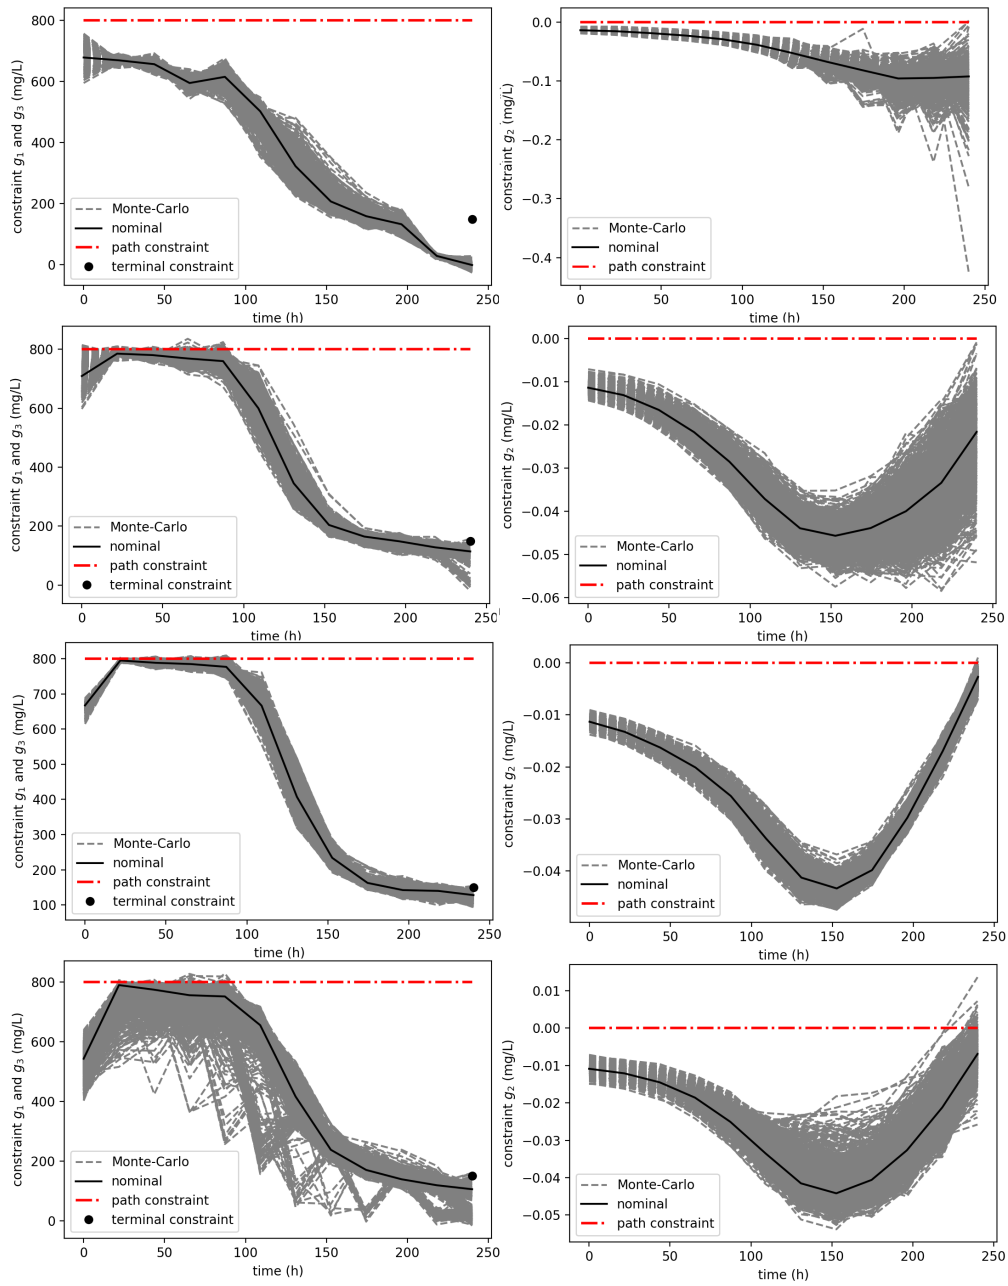 constraint g₁ and g₃ (mg/L)
800
600
400
200
0
Monte-Carlo
nominal
path constraint
terminal constraint
0 50 100 150 200 250
time (h)
constraint g₂ (mg/L)
0.0
−0.1
−0.2
−0.3
−0.4
Monte-Carlo
nominal
path constraint
0 50 100 150 200 250
time (h)
constraint g₁ and g₃ (mg/L)
800
600
400
200
0
Monte-Carlo
nominal
path constraint
terminal constraint
0 50 100 150 200 250
time (h)
constraint g₂ (mg/L)
0.00
−0.01
−0.02
−0.03
−0.04
−0.05
−0.06
Monte-Carlo
nominal
path constraint
0 50 100 150 200 250
time (h)
constraint g₁ and g₃ (mg/L)
800
700
600
500
400
300
200
100
Monte-Carlo
nominal
path constraint
terminal constraint
0 50 100 150 200 250
time (h)
constraint g₂ (mg/L)
0.00
−0.01
−0.02
−0.03
−0.04
Monte-Carlo
nominal
path constraint
0 50 100 150 200 250
time (h)
constraint g₁ and g₃ (mg/L)
800
600
400
200
0
Monte-Carlo
nominal
path constraint
terminal constraint
0 50 100 150 200 250
time (h)
constraint g₂ (mg/L)
0.01
0.00
−0.01
−0.02
−0.03
−0.04
−0.05
Monte-Carlo
nominal
path constraint
0 50 100 150 200 250
time (h)